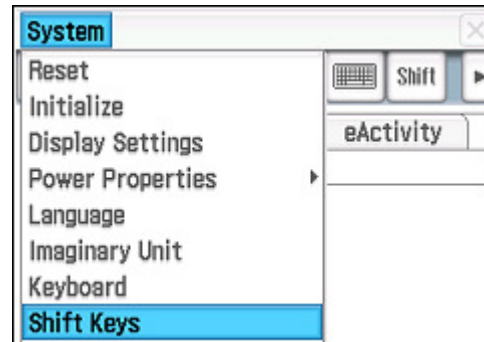 System
Reset
Shift
Initialize
Display Settings
eActivity
Power Properties
Language
Imaginary Unit
Keyboard
Shift Keys